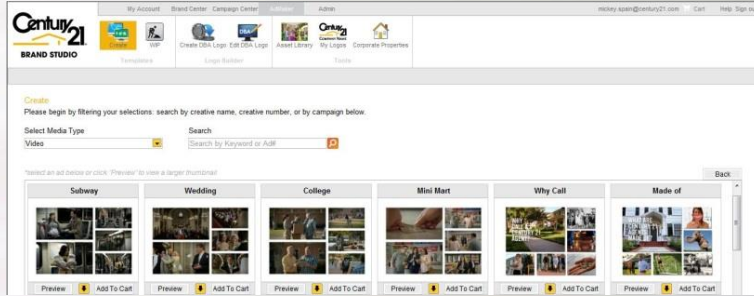 My Account Brand Center Campaign Center AdMaker Admin
mickey.spain@century21.com Cart Help Sign ou
Century 21
BRAND STUDIO
Create WIP Create DBA Logo Edit DBA Logo Asset Library My Logos Corporate Properties
Templates Logo Builder Tools
Create
Please begin by filtering your selections: search by creative name, creative number, or by campaign below.
Select Media Type Search
Video Search by Keyword or Ad#
*select an ad below or click 'Preview' to view a larger thumbnail
Back
Subway Wedding College Mini Mart Why Call Made of
Preview Add To Cart Preview Add To Cart Preview Add To Cart Preview Add To Cart Preview Add To Cart Preview Add To Cart